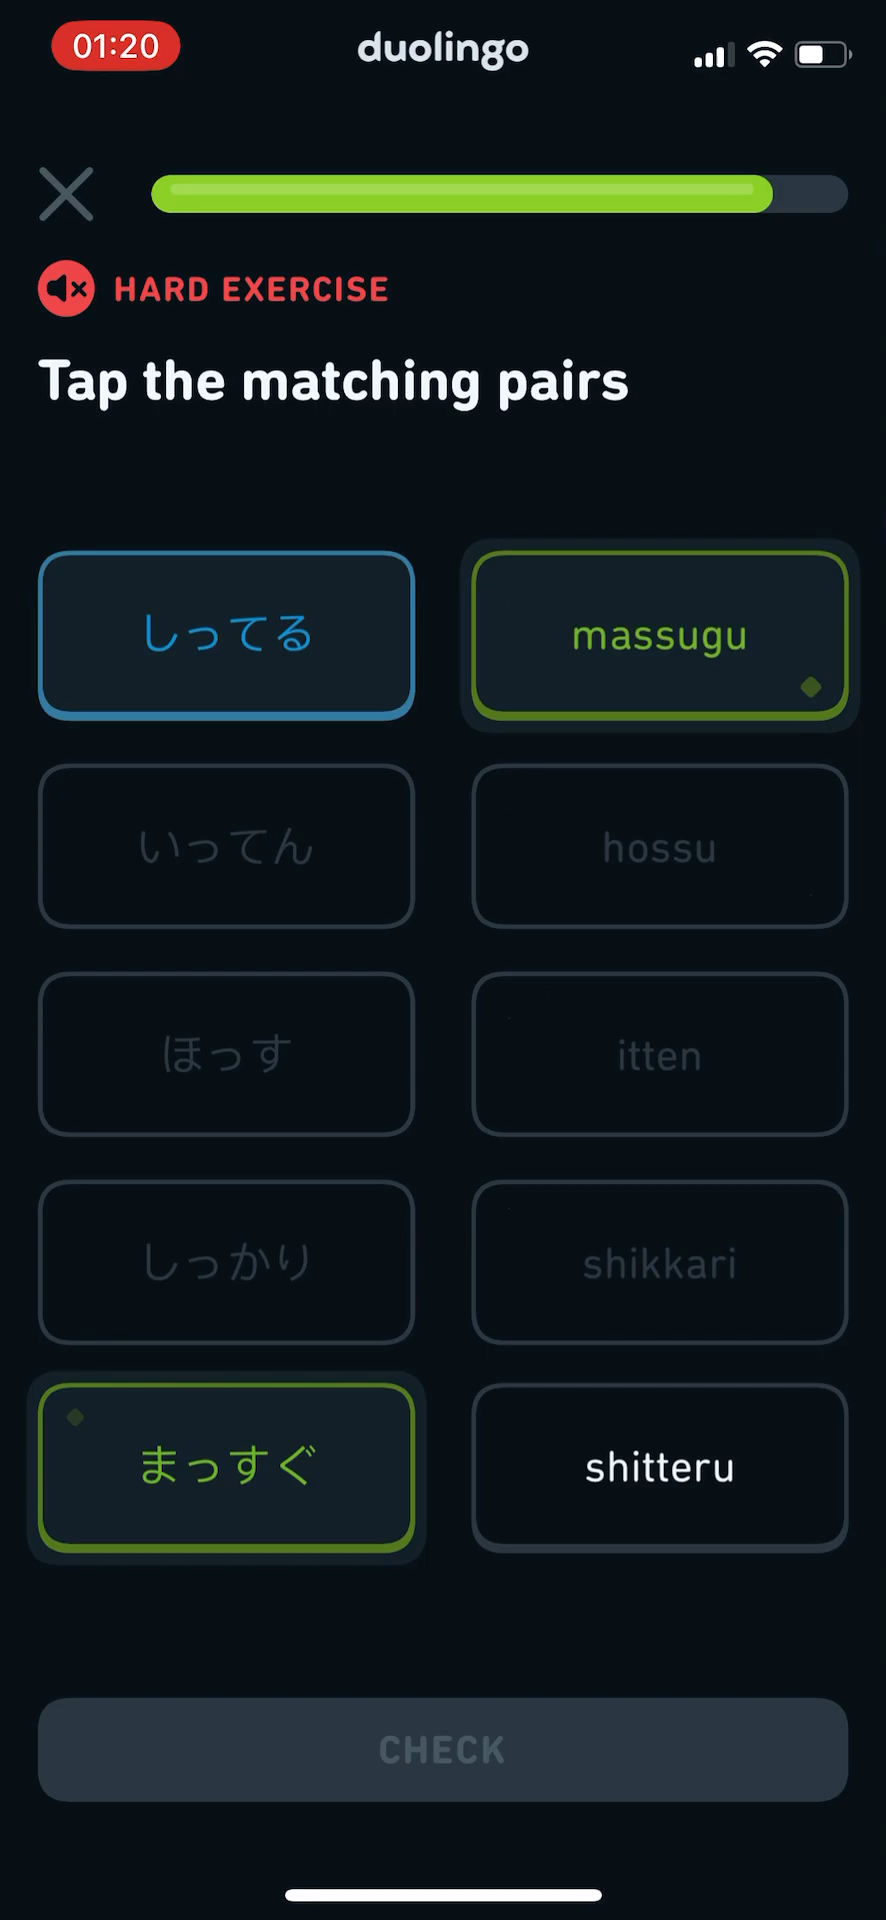 01:20
duolingo
HARD EXERCISE
Tap the matching pairs
しってる
massugu
いってん
hossu
ほっす
itten
しっかり
shikkari
まっすぐ
shitteru
CHECK